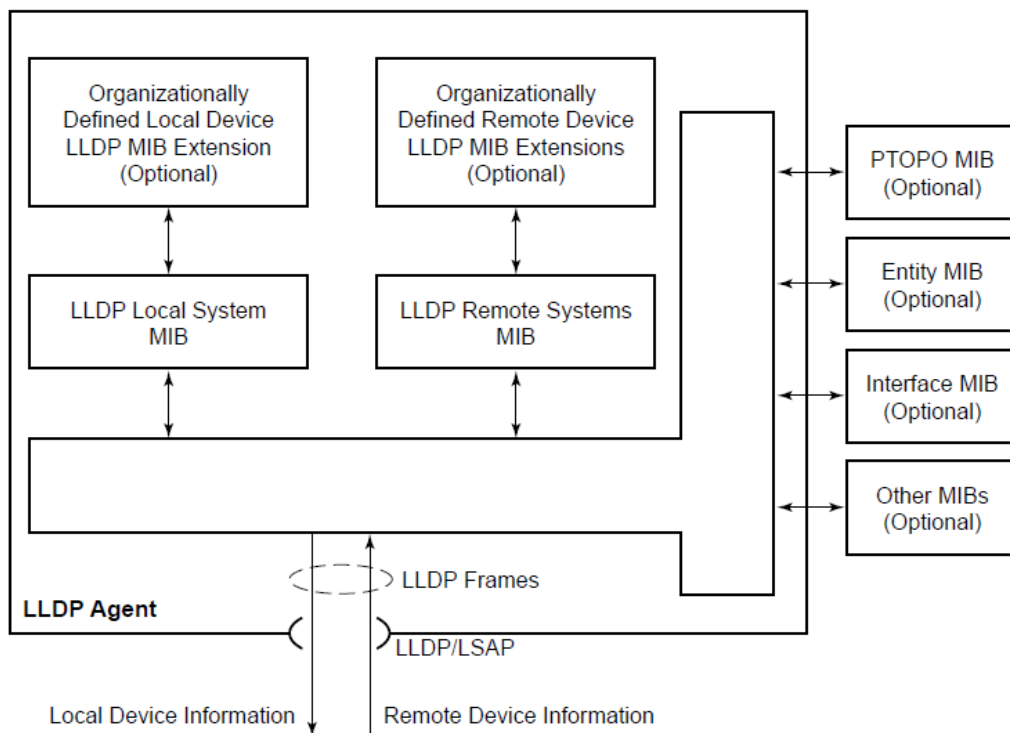 Organizationally
Defined Local Device
LLDP MIB Extension
(Optional)
Organizationally
Defined Remote Device
LLDP MIB Extensions
(Optional)
PTOPO MIB
(Optional)
LLDP Local System
MIB
LLDP Remote Systems
MIB
Entity MIB
(Optional)
Interface MIB
(Optional)
Other MIBs
(Optional)
LLDP Frames
LLDP Agent
LLDP/LSAP
Local Device Information
Remote Device Information